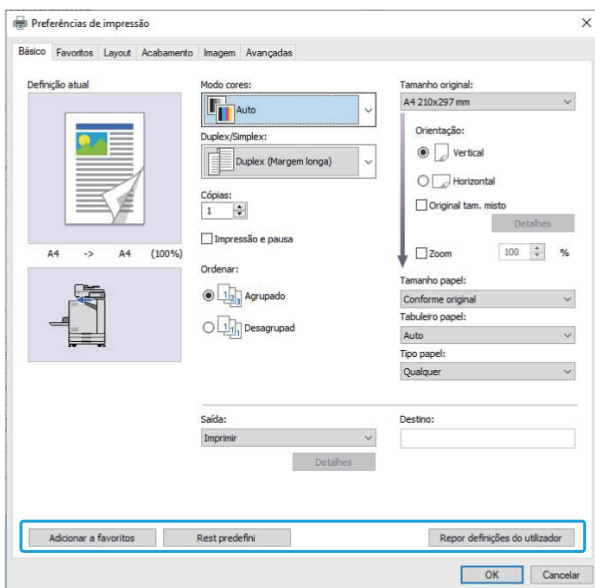 Preferências de impressão
Básico Favoritos Layout Acabamento Imagem Avançadas
Definição atual
A4 -> A4 (100%)
Modo cores:
Auto
Duplex/Simplex:
Duplex (Margem longa)
Cópias:
1
Impressão e pausa
Ordenar:
Agrupado
Desagrupad
Tamanho original:
A4 210x297 mm
Orientação:
Vertical
Horizontal
Original tam. misto
Detalhes
Zoom 100 %
Tamanho papel:
Conforme original
Tabuleiro papel:
Auto
Tipo papel:
Qualquer
Saída:
Imprimir
Detalhes
Destino:
Adicionar a favoritos Rest predefini Repor definições do utilizador
OK Cancelar